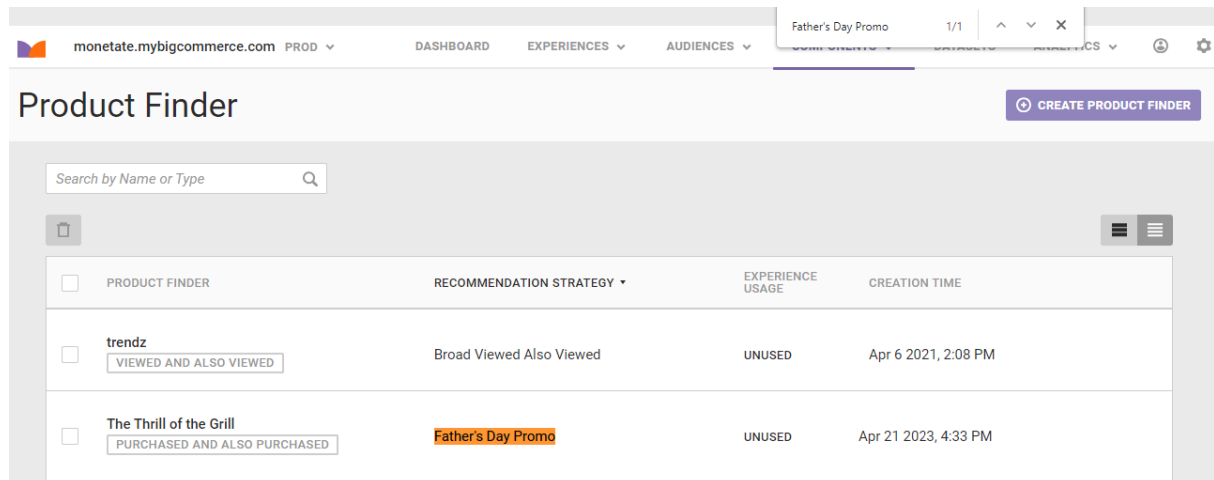 Father's Day Promo 1/1
monetate.mybigcommerce.com PROD DASHBOARD EXPERIENCES AUDIENCES COMPONENTS DATASETS ANALYTICS
Product Finder
CREATE PRODUCT FINDER
Search by Name or Type
PRODUCT FINDER RECOMMENDATION STRATEGY EXPERIENCE USAGE CREATION TIME
trendz
VIEWED AND ALSO VIEWED Broad Viewed Also Viewed UNUSED Apr 6 2021, 2:08 PM
The Thrill of the Grill
PURCHASED AND ALSO PURCHASED Father's Day Promo UNUSED Apr 21 2023, 4:33 PM